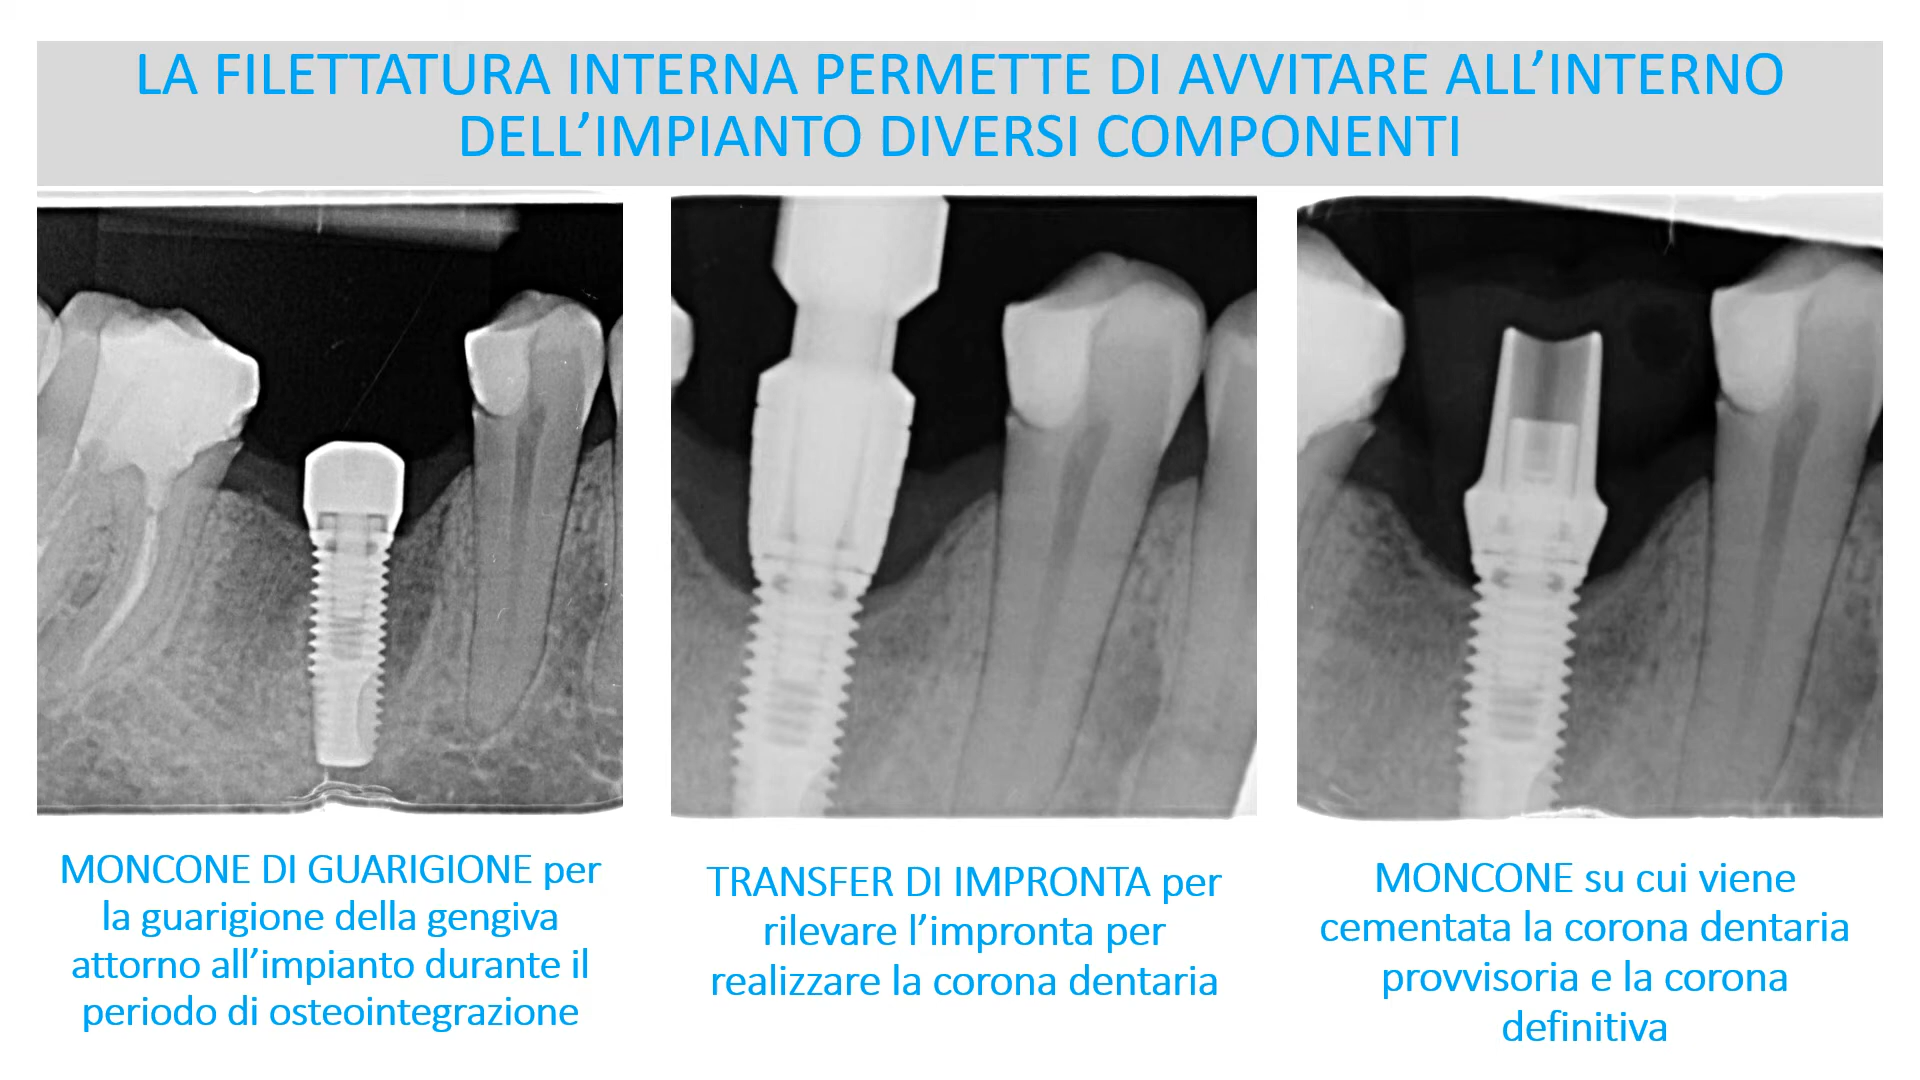 LA FILETTATURA INTERNA PERMETTE DI AVVITARE ALL’INTERNO
DELL’IMPIANTO DIVERSI COMPONENTI
MONCONE DI GUARIGIONE per
la guarigione della gengiva
attorno all’impianto durante il
periodo di osteointegrazione
TRANSFER DI IMPRONTA per
rilevare l’impronta per
realizzare la corona dentaria
MONCONE su cui viene
cementata la corona dentaria
provvisoria e la corona
definitiva